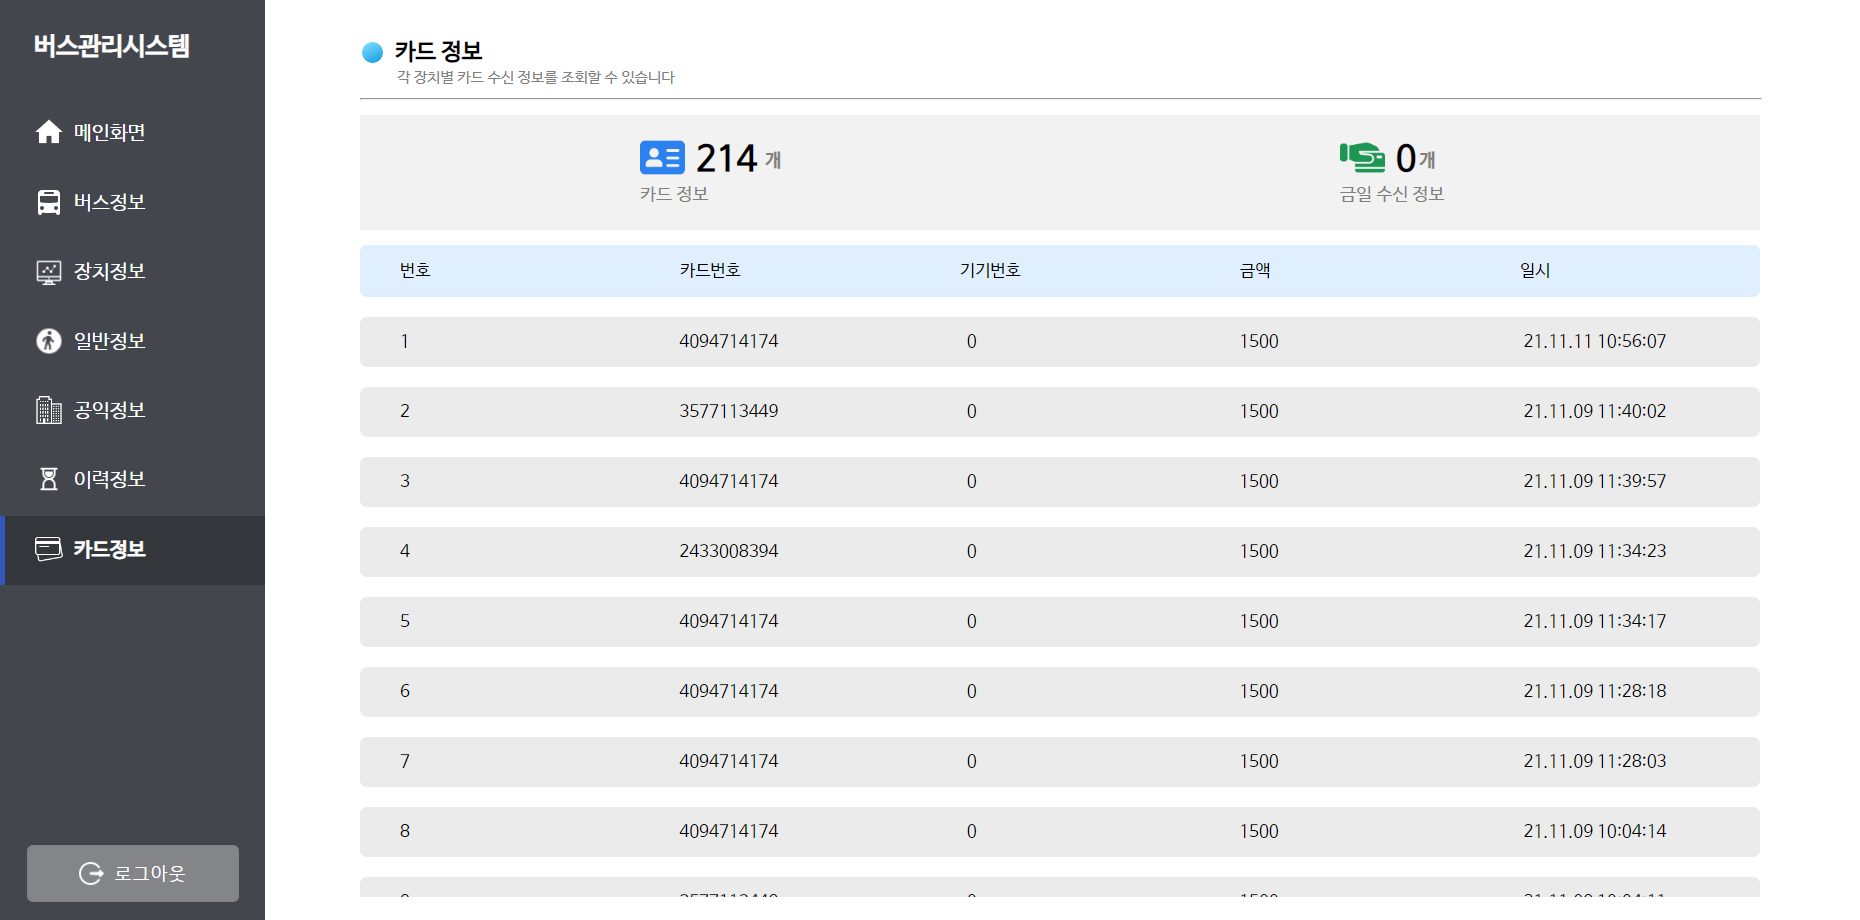 버스관리시스템
메인화면
버스정보
장치정보
일반정보
공익정보
이력정보
카드정보
로그아웃
카드 정보
각 장치별 카드 수신 정보를 조회할 수 있습니다
214 개
카드 정보
0개
금일 수신 정보
번호 카드번호 기기번호 금액 일시
1 4094714174 0 1500 21.11.11 10:56:07
2 3577113449 0 1500 21.11.09 11:40:02
3 4094714174 0 1500 21.11.09 11:39:57
4 2433008394 0 1500 21.11.09 11:34:23
5 4094714174 0 1500 21.11.09 11:34:17
6 4094714174 0 1500 21.11.09 11:28:18
7 4094714174 0 1500 21.11.09 11:28:03
8 4094714174 0 1500 21.11.09 10:04:14